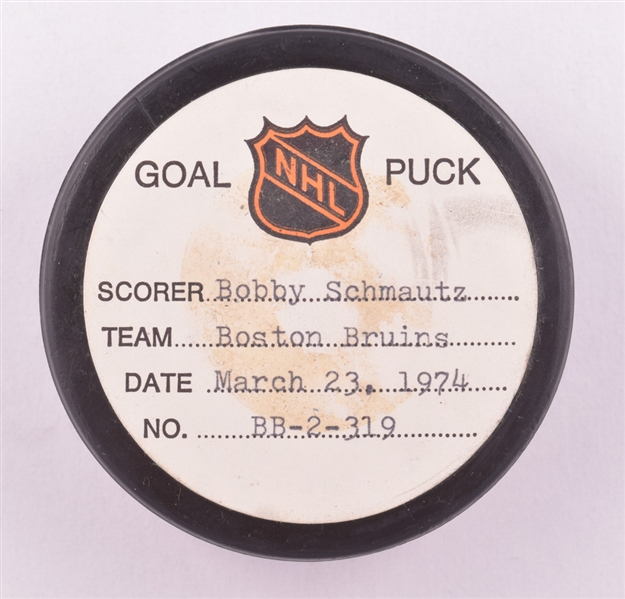 GOAL NHL PUCK
SCORER Bobby Schmautz
TEAM Boston Bruins
DATE March 23, 1974
NO. BB-2-319